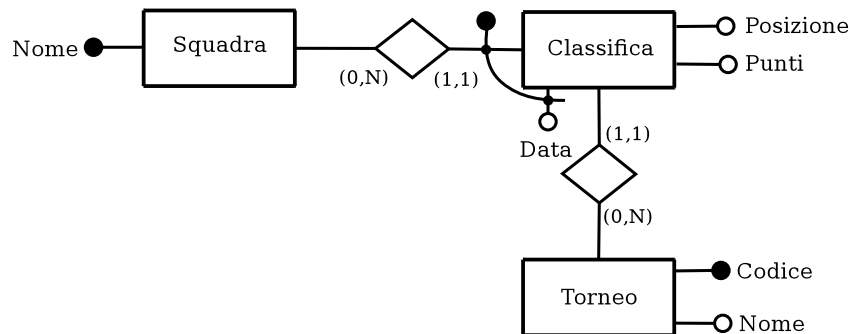 Nome
Squadra
(0,N)
(1,1)
Classifica
Posizione
Punti
Data
(1,1)
(0,N)
Torneo
Codice
Nome